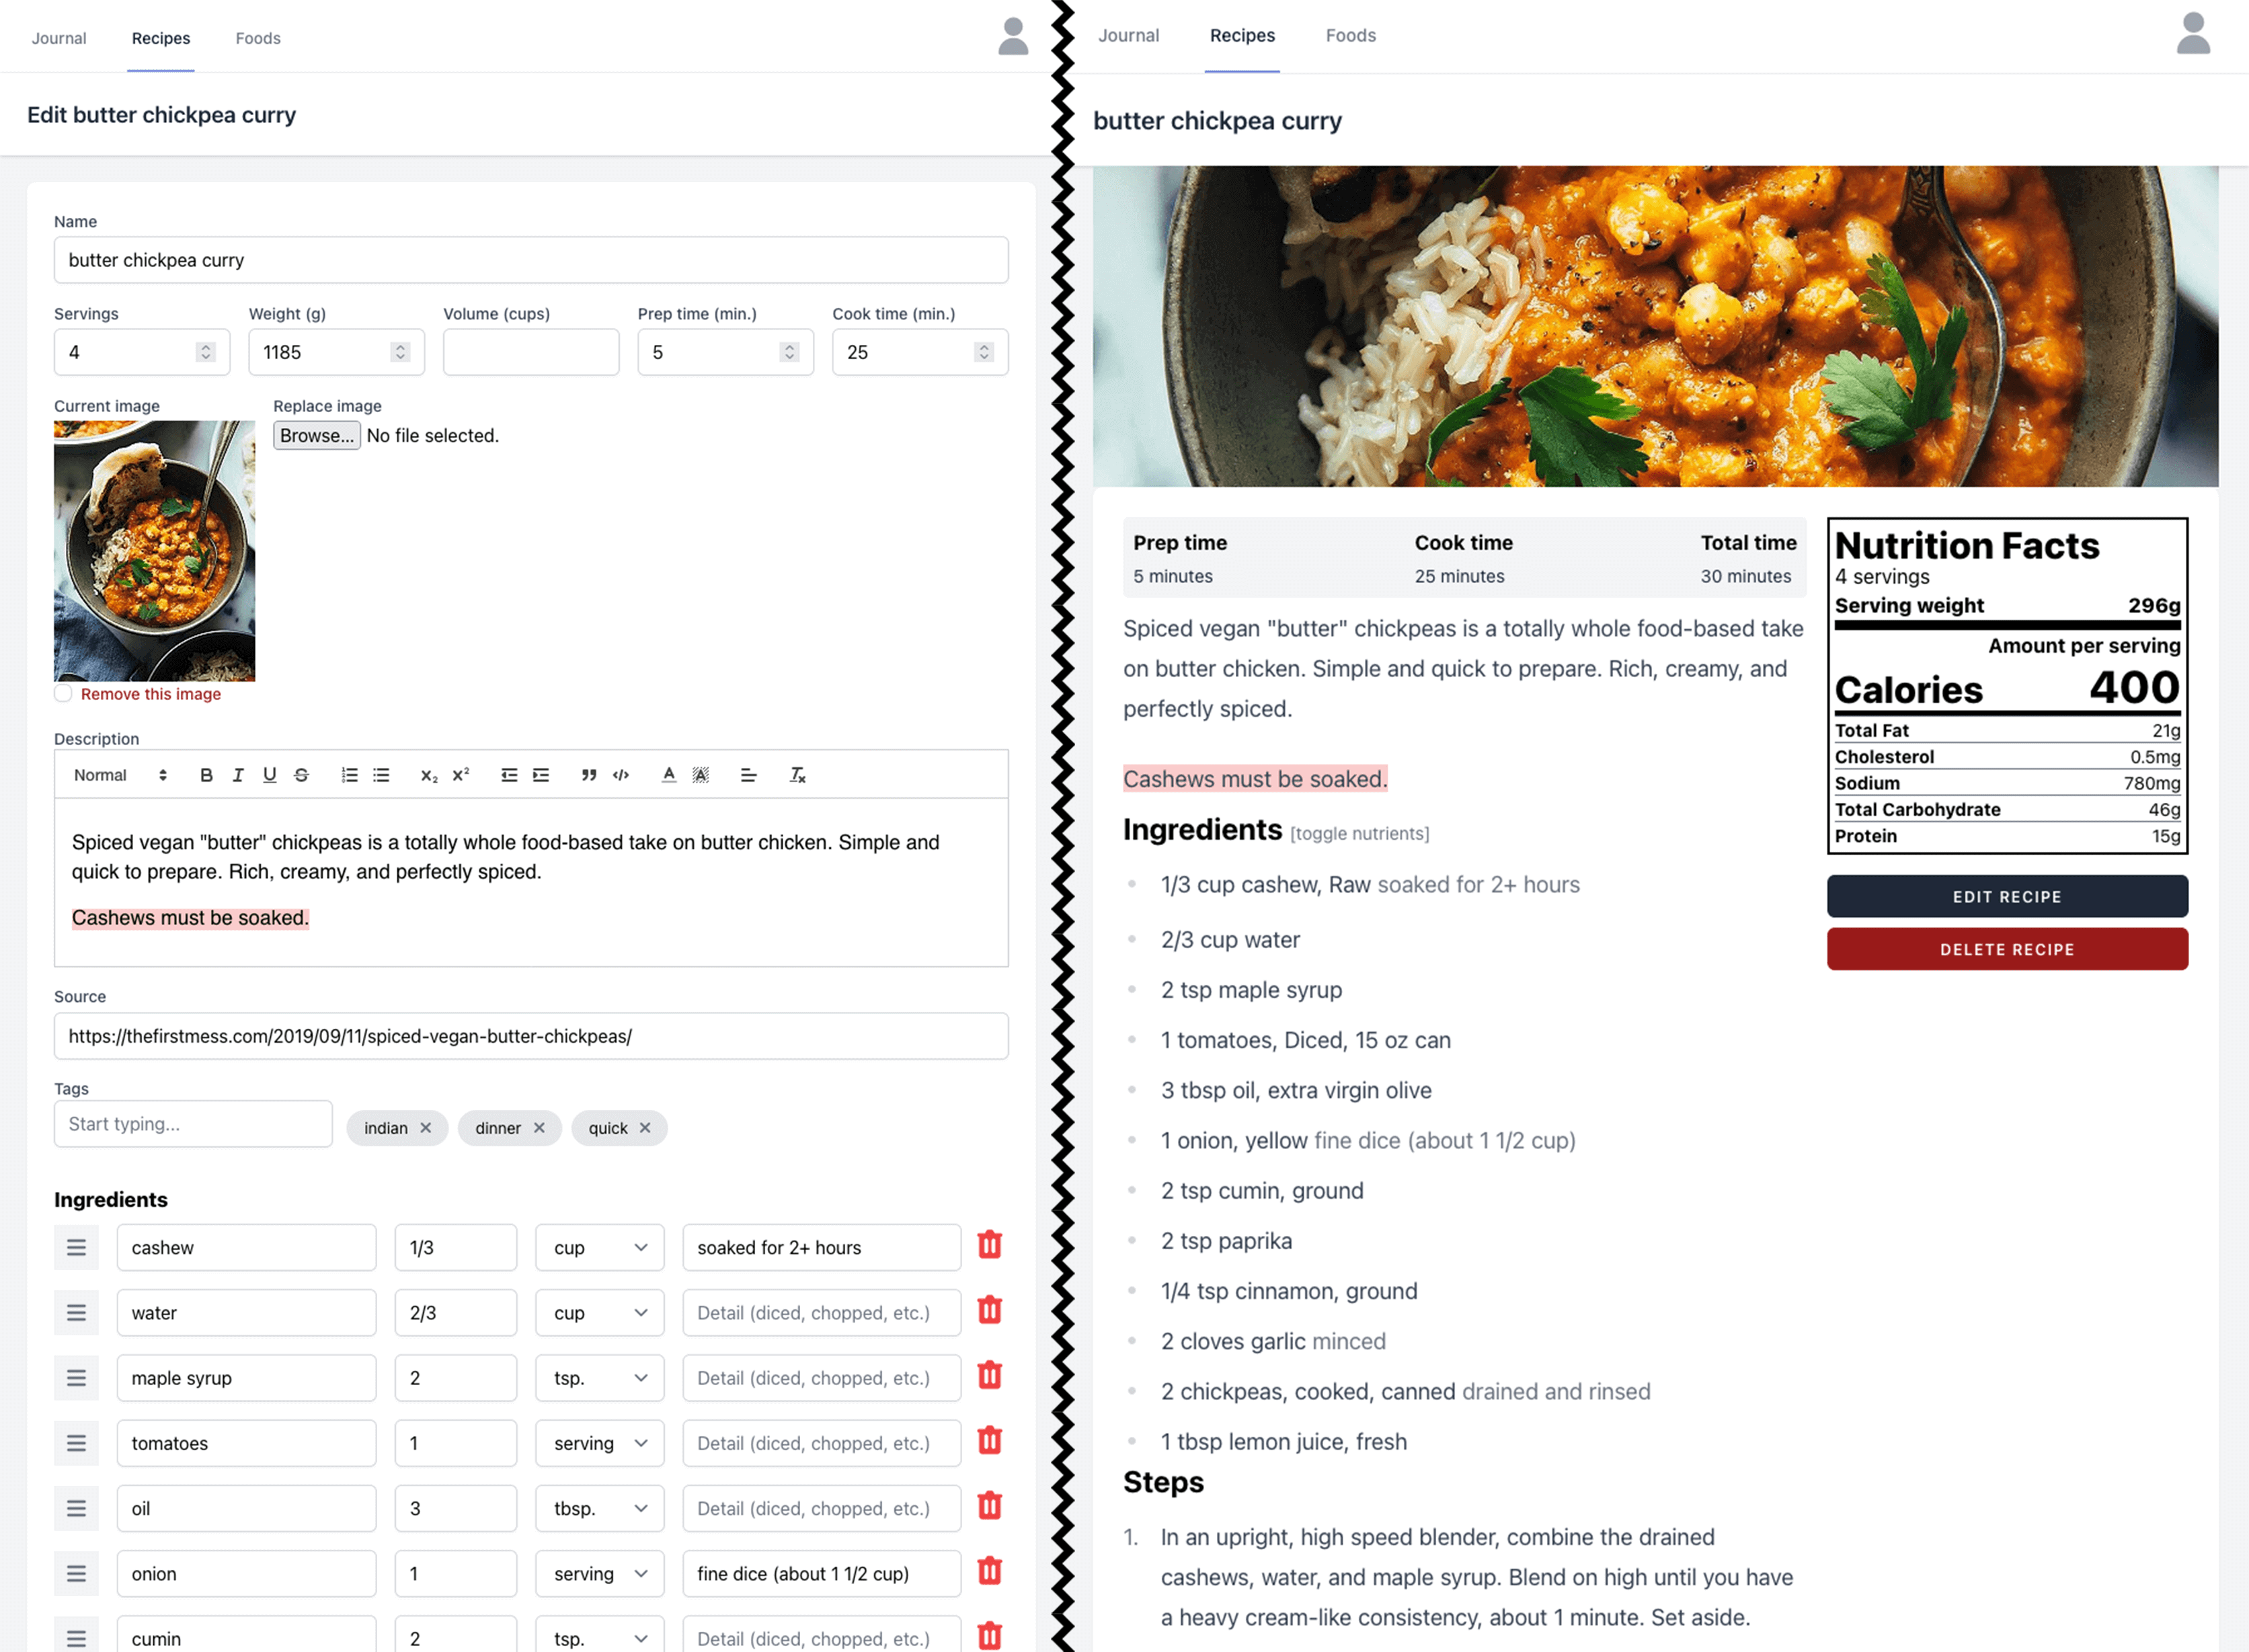 Journal Recipes Foods
Edit butter chickpea curry
Name
butter chickpea curry
Servings Weight (g) Volume (cups) Prep time (min.) Cook time (min.)
4 1185 5 25
Current image Replace image
Browse... No file selected.
Remove this image
Description
Normal B I U S X₂ X² A A Tx
Spiced vegan "butter" chickpeas is a totally whole food-based take on butter chicken. Simple and
quick to prepare. Rich, creamy, and perfectly spiced.
Cashews must be soaked.
Source
https://thefirstmess.com/2019/09/11/spiced-vegan-butter-chickpeas/
Tags
Start typing... indian ✕ dinner ✕ quick ✕
Ingredients
cashew 1/3 cup soaked for 2+ hours
water 2/3 cup Detail (diced, chopped, etc.)
maple syrup 2 tsp. Detail (diced, chopped, etc.)
tomatoes 1 serving Detail (diced, chopped, etc.)
oil 3 tbsp. Detail (diced, chopped, etc.)
onion 1 serving fine dice (about 1 1/2 cup)
cumin 2 tsp. Detail (diced, chopped, etc.)
Journal Recipes Foods
butter chickpea curry
Prep time Cook time Total time
5 minutes 25 minutes 30 minutes
Spiced vegan "butter" chickpeas is a totally whole food-based take
on butter chicken. Simple and quick to prepare. Rich, creamy, and
perfectly spiced.
Cashews must be soaked.
Ingredients [toggle nutrients]
1/3 cup cashew, Raw soaked for 2+ hours
2/3 cup water
2 tsp maple syrup
1 tomatoes, Diced, 15 oz can
3 tbsp oil, extra virgin olive
1 onion, yellow fine dice (about 1 1/2 cup)
2 tsp cumin, ground
2 tsp paprika
1/4 tsp cinnamon, ground
2 cloves garlic minced
2 chickpeas, cooked, canned drained and rinsed
1 tbsp lemon juice, fresh
Steps
1. In an upright, high speed blender, combine the drained
cashews, water, and maple syrup. Blend on high until you have
a heavy cream-like consistency, about 1 minute. Set aside.
Nutrition Facts
4 servings
Serving weight 296g
Amount per serving
Calories 400
Total Fat 21g
Cholesterol 0.5mg
Sodium 780mg
Total Carbohydrate 46g
Protein 15g
EDIT RECIPE
DELETE RECIPE